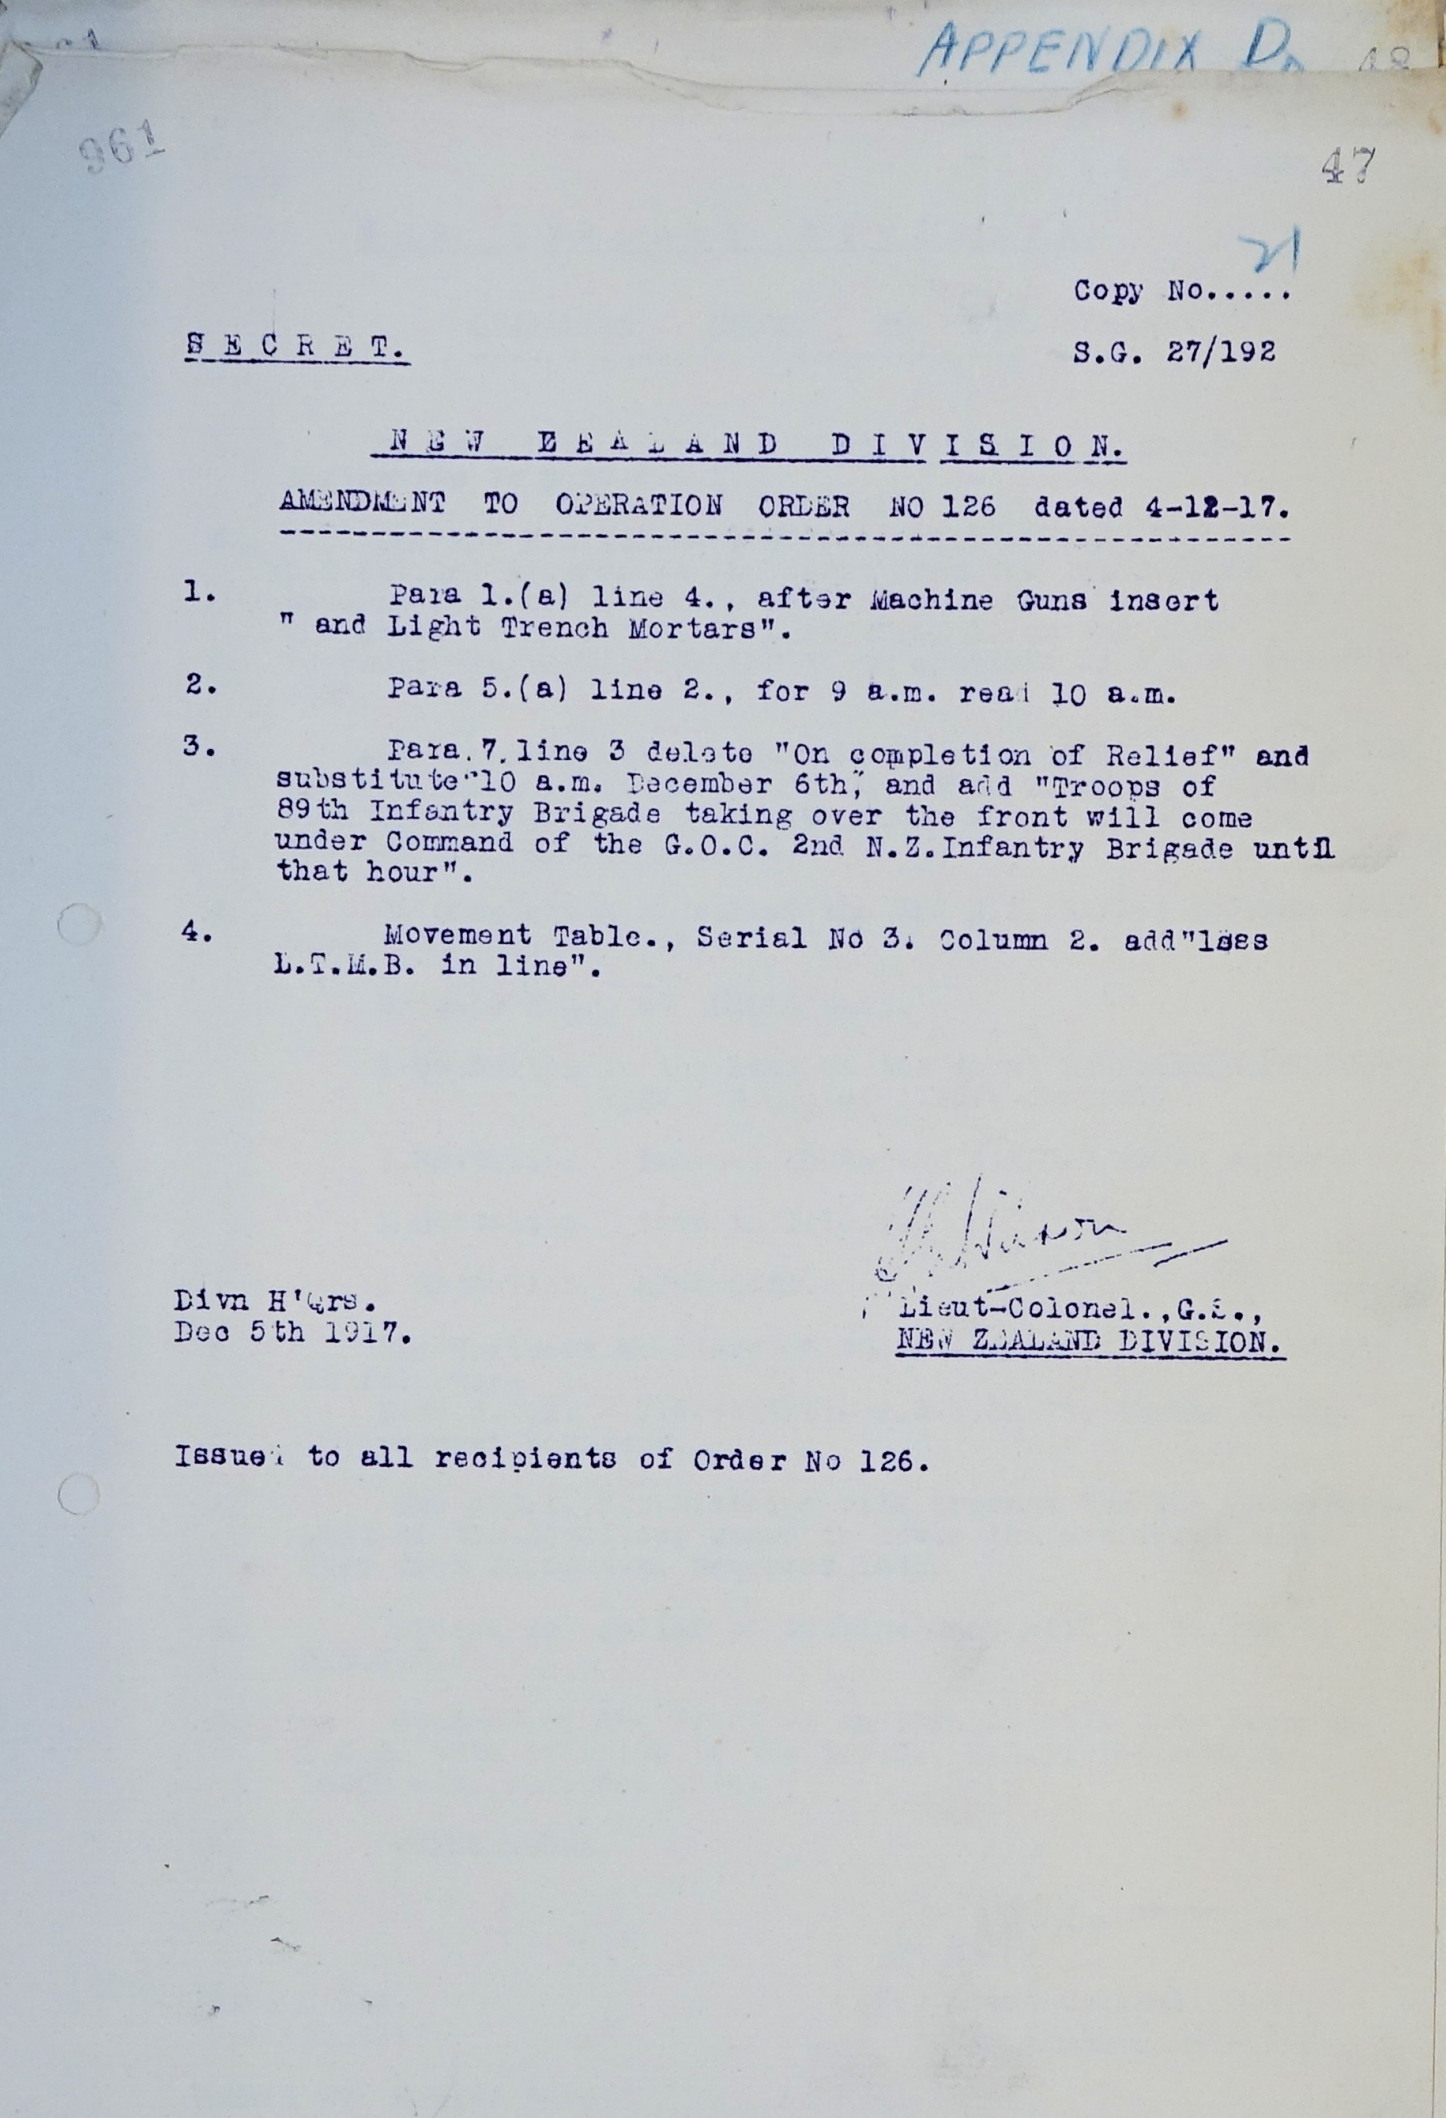 APPENDIX D
48
961
47
21
Copy No.....
SECRET.
S.G. 27/192
NEW ZEALAND DIVISION.
AMENDMENT TO OPERATION ORDER NO 126 dated 4-12-17.
1. Para 1.(a) line 4., after Machine Guns insert
" and Light Trench Mortars".
2. Para 5.(a) line 2., for 9 a.m. read 10 a.m.
3. Para.7.line 3 delete "On completion of Relief" and
substitute "10 a.m. December 6th", and add "Troops of
89th Infantry Brigade taking over the front will come
under Command of the G.O.C. 2nd N.Z.Infantry Brigade until
that hour".
4. Movement Table., Serial No 3. Column 2. add"less
L.T.M.B. in line".
Divn H'Qrs.
Dec 5th 1917.
Lieut-Colonel.,G.S.,
NEW ZEALAND DIVISION.
Issued to all recipients of Order No 126.